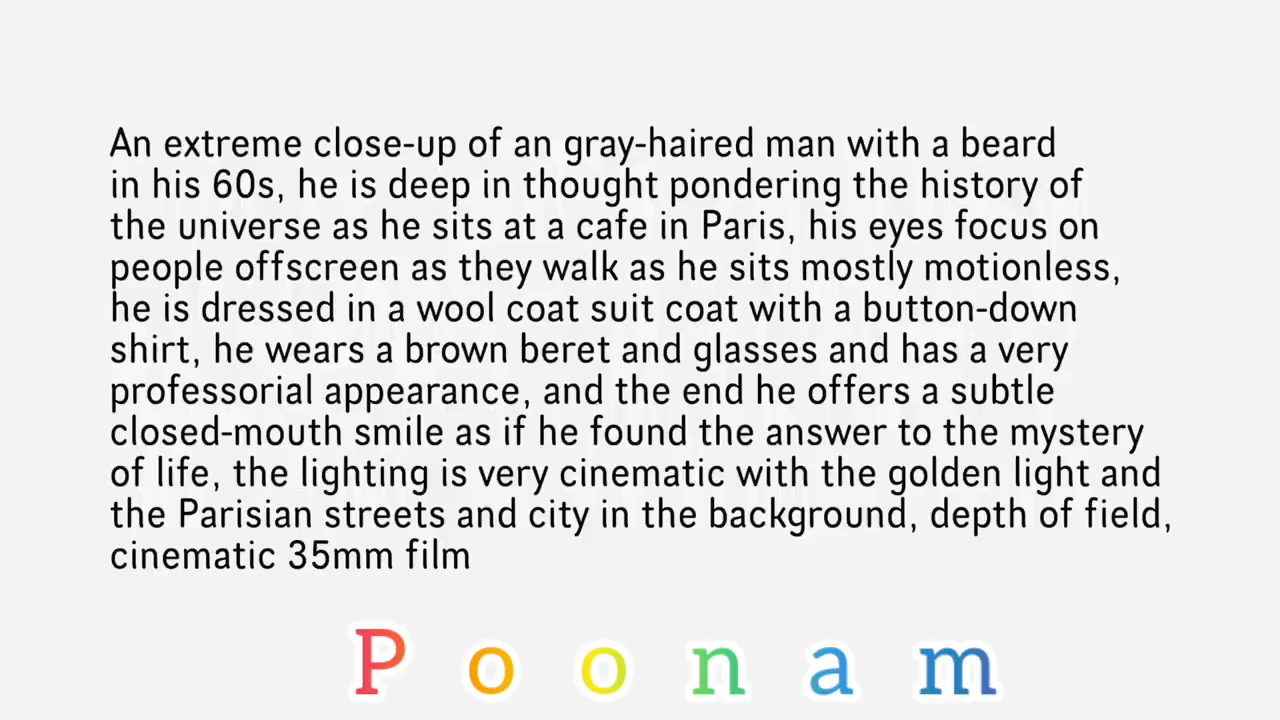 An extreme close-up of an gray-haired man with a beard
in his 60s, he is deep in thought pondering the history of
the universe as he sits at a cafe in Paris, his eyes focus on
people offscreen as they walk as he sits mostly motionless,
he is dressed in a wool coat suit coat with a button-down
shirt, he wears a brown beret and glasses and has a very
professorial appearance, and the end he offers a subtle
closed-mouth smile as if he found the answer to the mystery
of life, the lighting is very cinematic with the golden light and
the Parisian streets and city in the background, depth of field,
cinematic 35mm film
Poonam